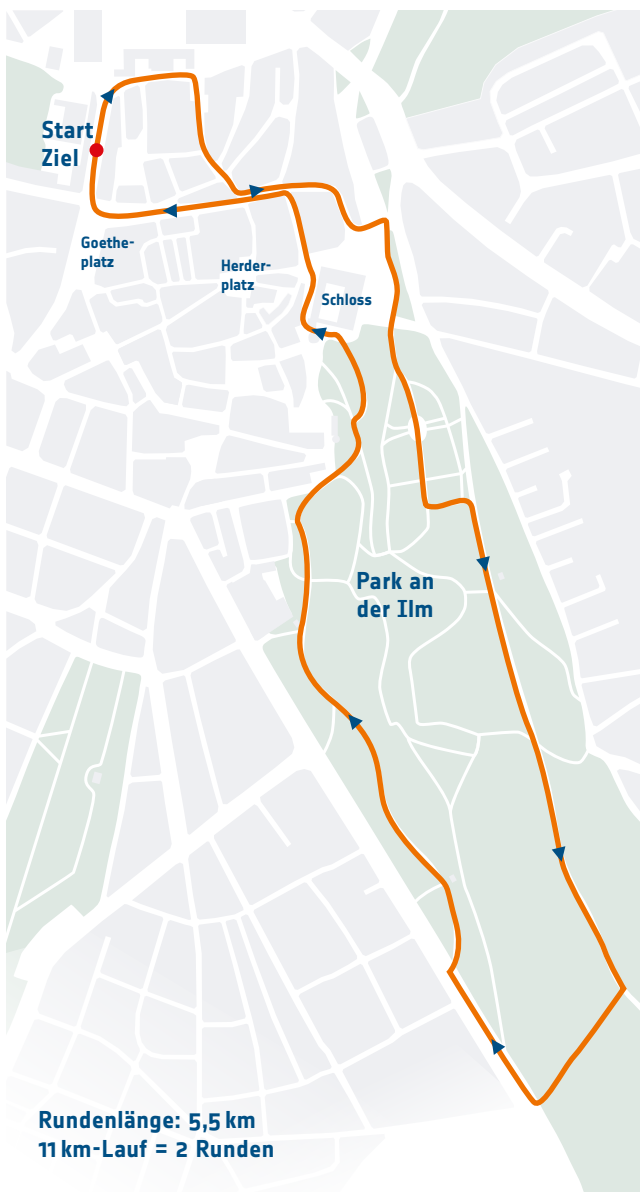 Start
Ziel
Goethe-
platz
Herder-
platz
Schloss
Park an
der Ilm
Rundenlänge: 5,5 km
11 km-Lauf = 2 Runden